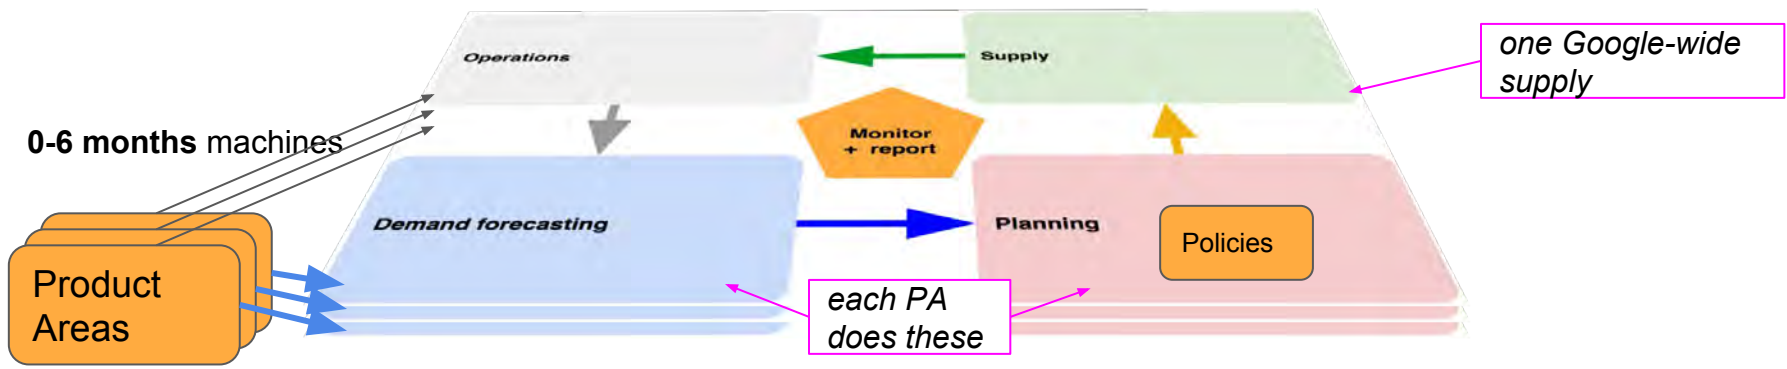 Operations
Supply
one Google-wide
supply
0-6 months machines
Monitor
+ report
Demand forecasting
Planning
Policies
Product
Areas
each PA
does these